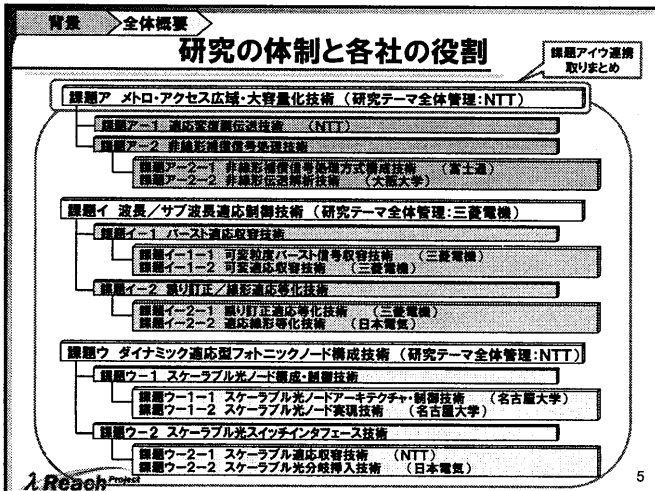 背景
全体概要
研究の体制と各社の役割
課題アイウ連携
取りまとめ
課題ア メトロ・アクセス広域・大容量化技術 (研究テーマ全体管理:NTT)
課題ア-1 適応変復調伝送技術 (NTT)
課題ア-2 非線形補償信号処理技術
課題ア-2-1 非線形補償信号処理方式構成技術 (富士通)
課題ア-2-2 非線形伝送解析技術 (大阪大学)
課題イ 波長/サブ波長適応制御技術 (研究テーマ全体管理:三菱電機)
課題イ-1 バースト適応収容技術
課題イ-1-1 可変粒度バースト信号収容技術 (三菱電機)
課題イ-1-2 可変適応収容技術 (三菱電機)
課題イ-2 誤り訂正/線形適応等化技術
課題イ-2-1 誤り訂正適応等化技術 (三菱電機)
課題イ-2-2 適応線形等化技術 (日本電気)
課題ウ ダイナミック適応型フォトニックノード構成技術 (研究テーマ全体管理:NTT)
課題ウ-1 スケーラブル光ノード構成・制御技術
課題ウ-1-1 スケーラブル光ノードアーキテクチャ・制御技術 (名古屋大学)
課題ウ-1-2 スケーラブル光ノード実現技術 (名古屋大学)
課題ウ-2 スケーラブル光スイッチインタフェース技術
課題ウ-2-1 スケーラブル適応収容技術 (NTT)
課題ウ-2-2 スケーラブル光分岐挿入技術 (日本電気)
λ Reach Project
5